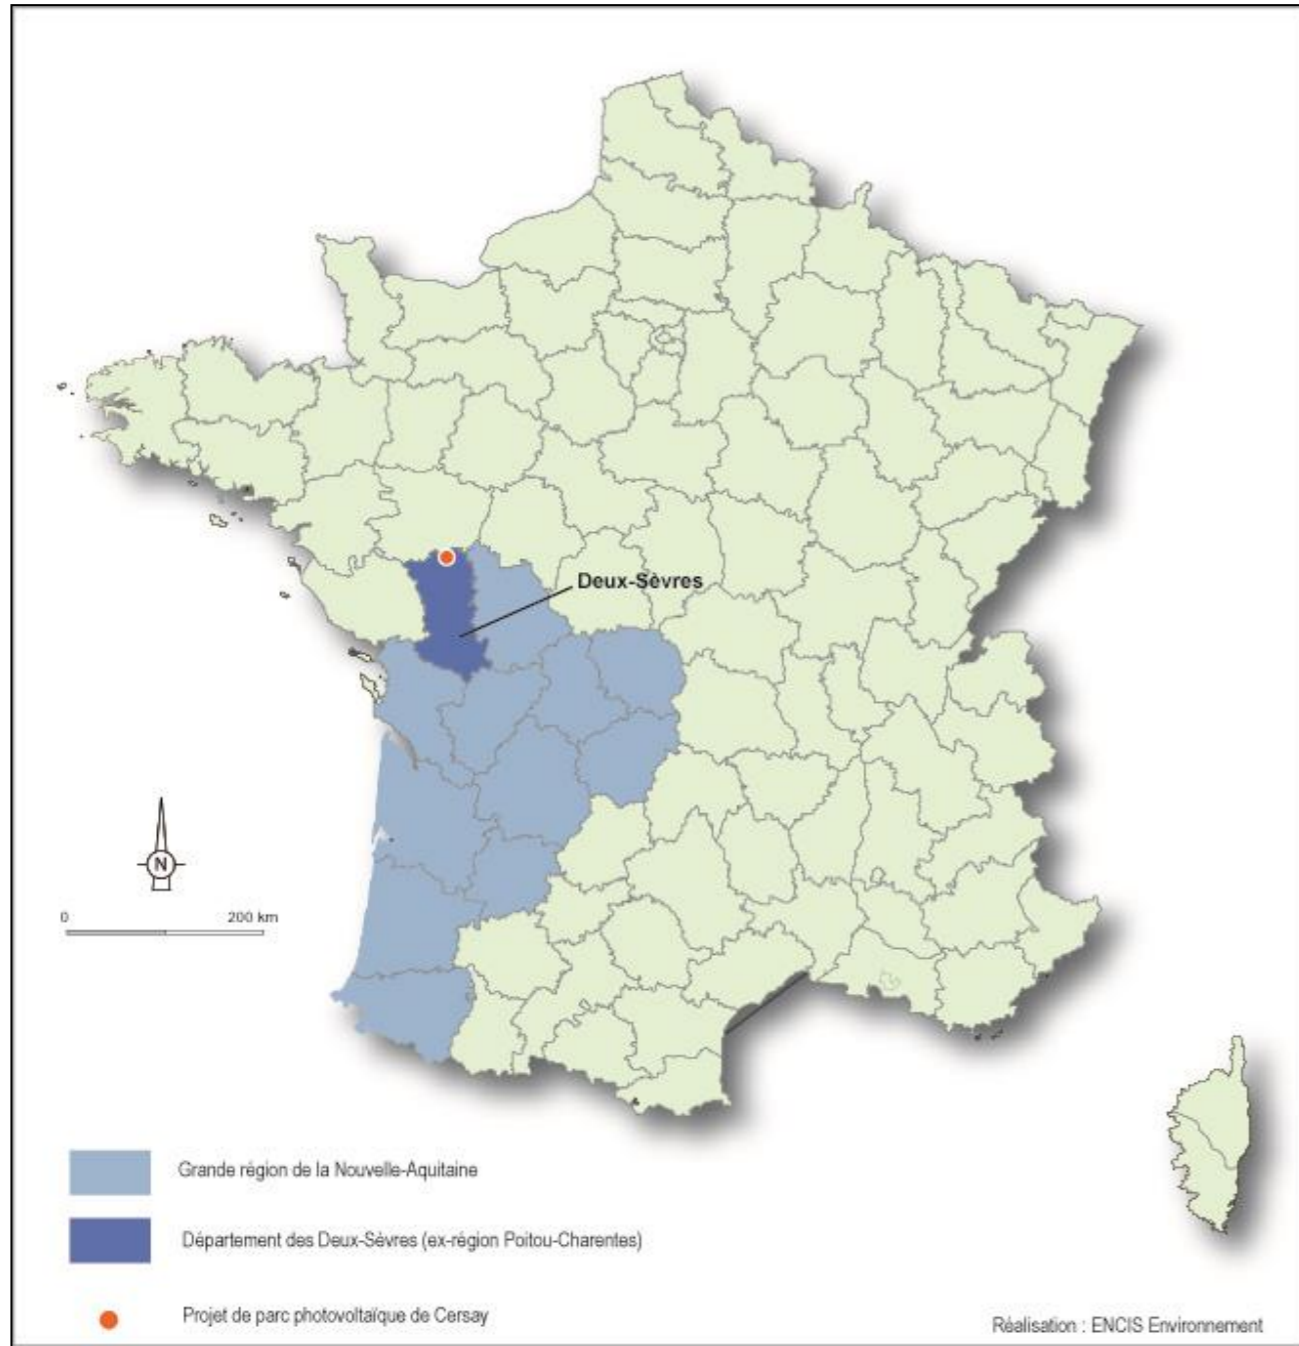 Deux-Sèvres
N
0 200 km
Grande région de la Nouvelle-Aquitaine
Département des Deux-Sèvres (ex-région Poitou-Charentes)
Projet de parc photovoltaïque de Cersay
Réalisation : ENCIS Environnement